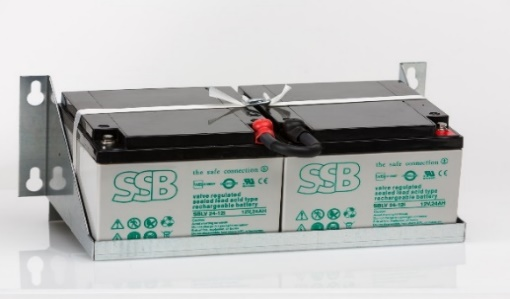 SSB
the safe connection
valve regulated
sealed lead acid type
rechargeable battery
SBLV 24-12i 12V,24AH
SSB
the safe connection
valve regulated
sealed lead acid type
rechargeable battery
SBLV 24-12i 12V,24AH